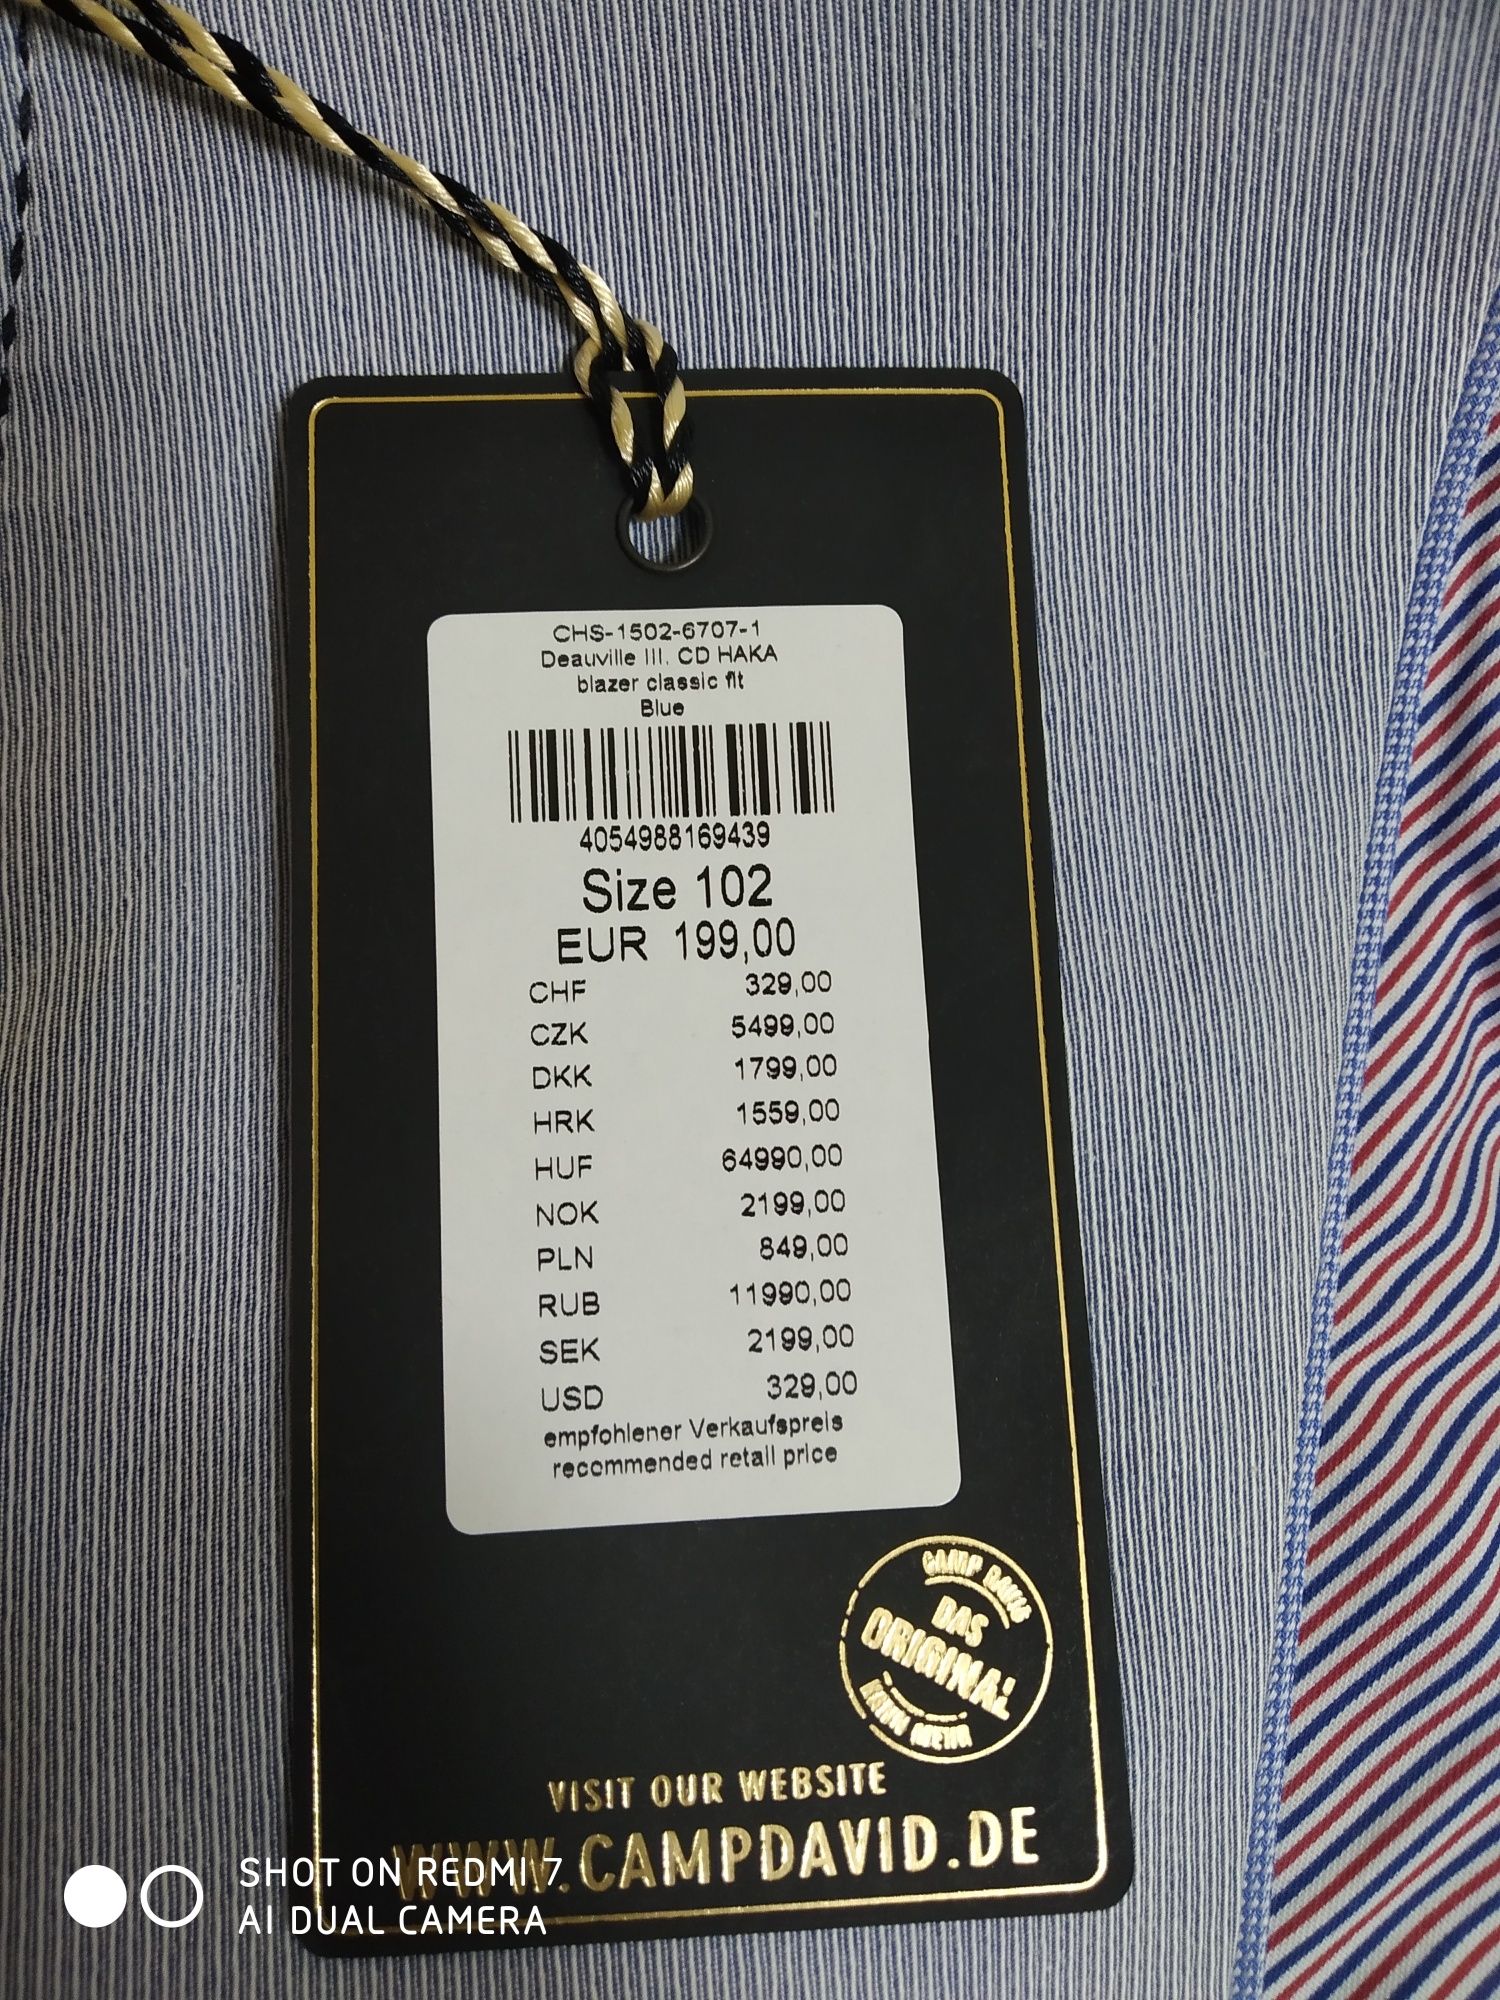 CHS-1502-6707-1
Deauville III. CD HAKA
blazer classic fit
Blue
4054988169439
Size 102
EUR 199,00
CHF 329,00
CZK 5499,00
DKK 1799,00
HRK 1559,00
HUF 64990,00
NOK 2199,00
PLN 849,00
RUB 11990,00
SEK 2199,00
USD 329,00
empfohlener Verkaufspreis
recommended retail price
CAMP DAVID
DAS
ORIGINAL
KANN MEHR
VISIT OUR WEBSITE
WWW.CAMPDAVID.DE
SHOT ON REDMI 7
AI DUAL CAMERA